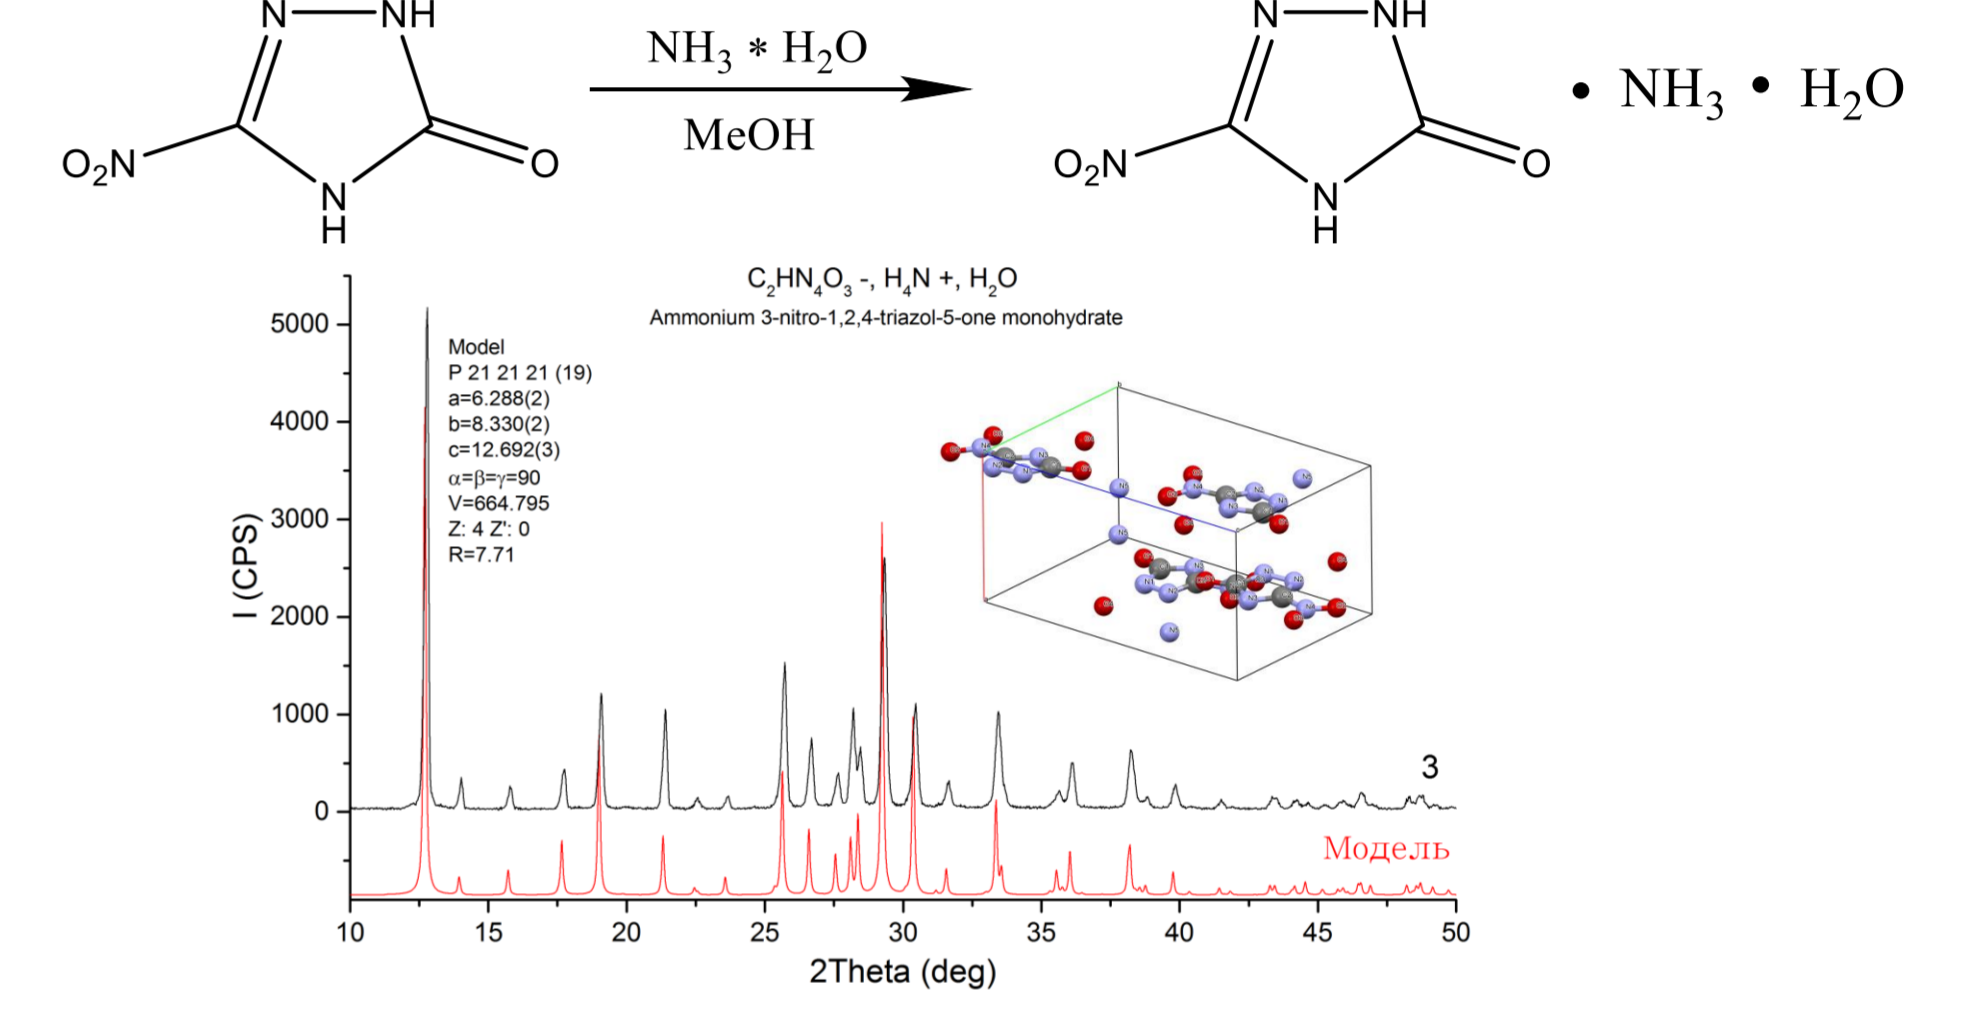 N NH
O₂N
N
H
O
NH₃ * H₂O
MeOH
N NH
O₂N
N
H
O
• NH₃ • H₂O
C₂HN₄O₃ -, H₄N +, H₂O
Ammonium 3-nitro-1,2,4-triazol-5-one monohydrate
Model
P 21 21 21 (19)
a=6.288(2)
b=8.330(2)
c=12.692(3)
α=β=γ=90
V=664.795
Z: 4 Z': 0
R=7.71
I (CPS)
5000
4000
3000
2000
1000
0
3
Модель
10 15 20 25 30 35 40 45 50
2Theta (deg)